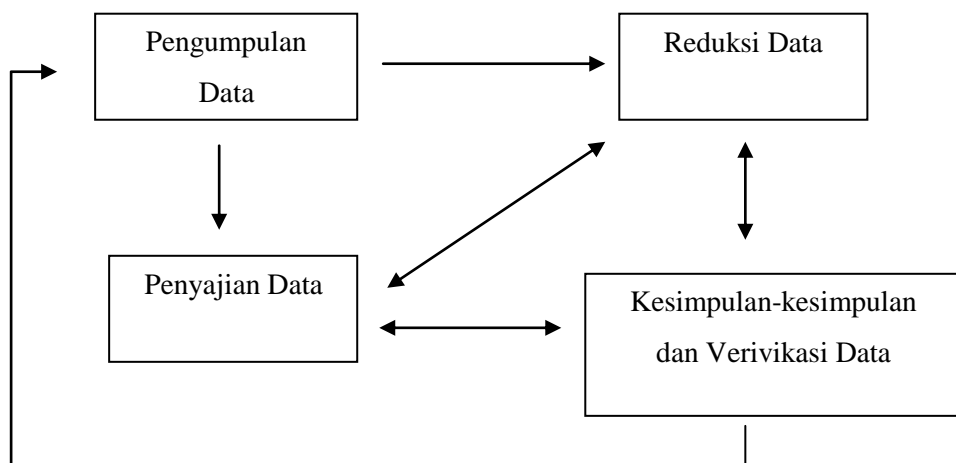 Pengumpulan
Data
Reduksi Data
Penyajian Data
Kesimpulan-kesimpulan
dan Verivikasi Data